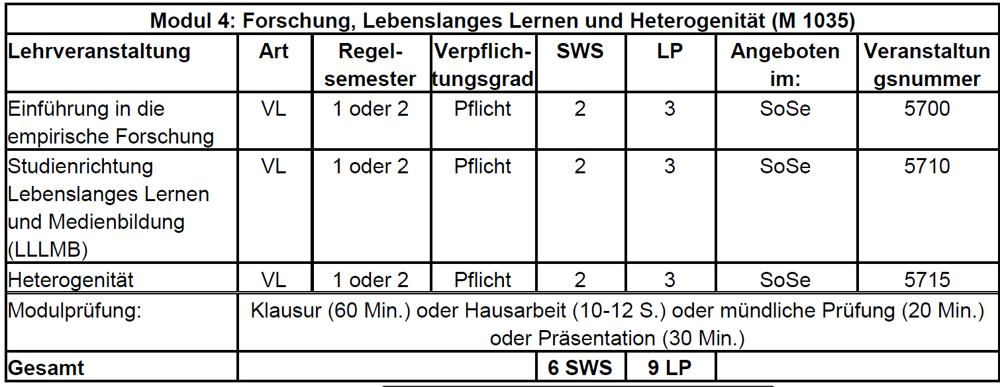 Modul 4: Forschung, Lebenslanges Lernen und Heterogenität (M 1035)
Lehrveranstaltung Art Regel- Verpflich- SWS LP Angeboten Veranstaltun
semester tungsgrad im: gsnummer
Einführung in die VL 1 oder 2 Pflicht 2 3 SoSe 5700
empirische Forschung
Studienrichtung VL 1 oder 2 Pflicht 2 3 SoSe 5710
Lebenslanges Lernen
und Medienbildung
(LLLMB)
Heterogenität VL 1 oder 2 Pflicht 2 3 SoSe 5715
Modulprüfung: Klausur (60 Min.) oder Hausarbeit (10-12 S.) oder mündliche Prüfung (20 Min.)
oder Präsentation (30 Min.)
Gesamt 6 SWS 9 LP